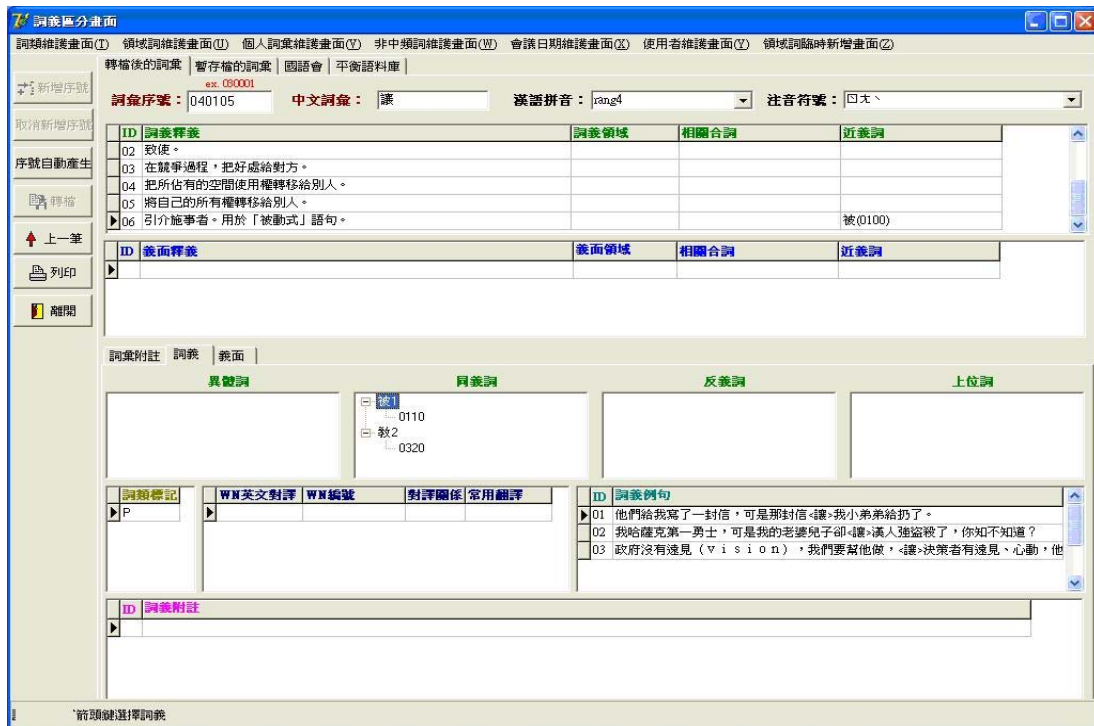 詞義區分畫面
詞類維護畫面(T) 領域詞維護畫面(U) 個人詞彙維護畫面(V) 非中頻詞維護畫面(W) 會議日期維護畫面(X) 使用者維護畫面(Y) 領域詞臨時新增畫面(Z)
轉檔後的詞彙 暫存檔的詞彙 國語會 平衡語料庫
新增序號
取消新增序號
序號自動產生
轉檔
上一筆
列印
離開
ex. 030001
詞彙序號： 040105 中文詞彙： 讓 漢語拼音： rang4 注音符號： ㄖㄤˋ
ID 詞義釋義 詞義領域 相關合詞 近義詞
02 致使。
03 在競爭過程，把好處給對方。
04 把所佔有的空間使用權轉移給別人。
05 將自己的所有權轉移給別人。
06 引介施事者。用於「被動式」語句。 被(0100)
ID 義面釋義 義面領域 相關合詞 近義詞
詞彙附註 詞義 義面
異體詞 同義詞 反義詞 上位詞
被1
0110
教2
0320
詞類標記
P
WN英文對譯 WN編號 對譯關係 常用翻譯
ID 詞義例句
01 他們給我寫了一封信，可是那封信<讓>我小弟弟給扔了。
02 我哈薩克第一勇士，可是我的老婆兒子卻<讓>漢人強盜殺了，你知不知道？
03 政府沒有遠見（ｖｉｓｉｏｎ），我們要幫他做，<讓>決策者有遠見、心動，他
ID 詞義附註
箭頭鍵選擇詞義